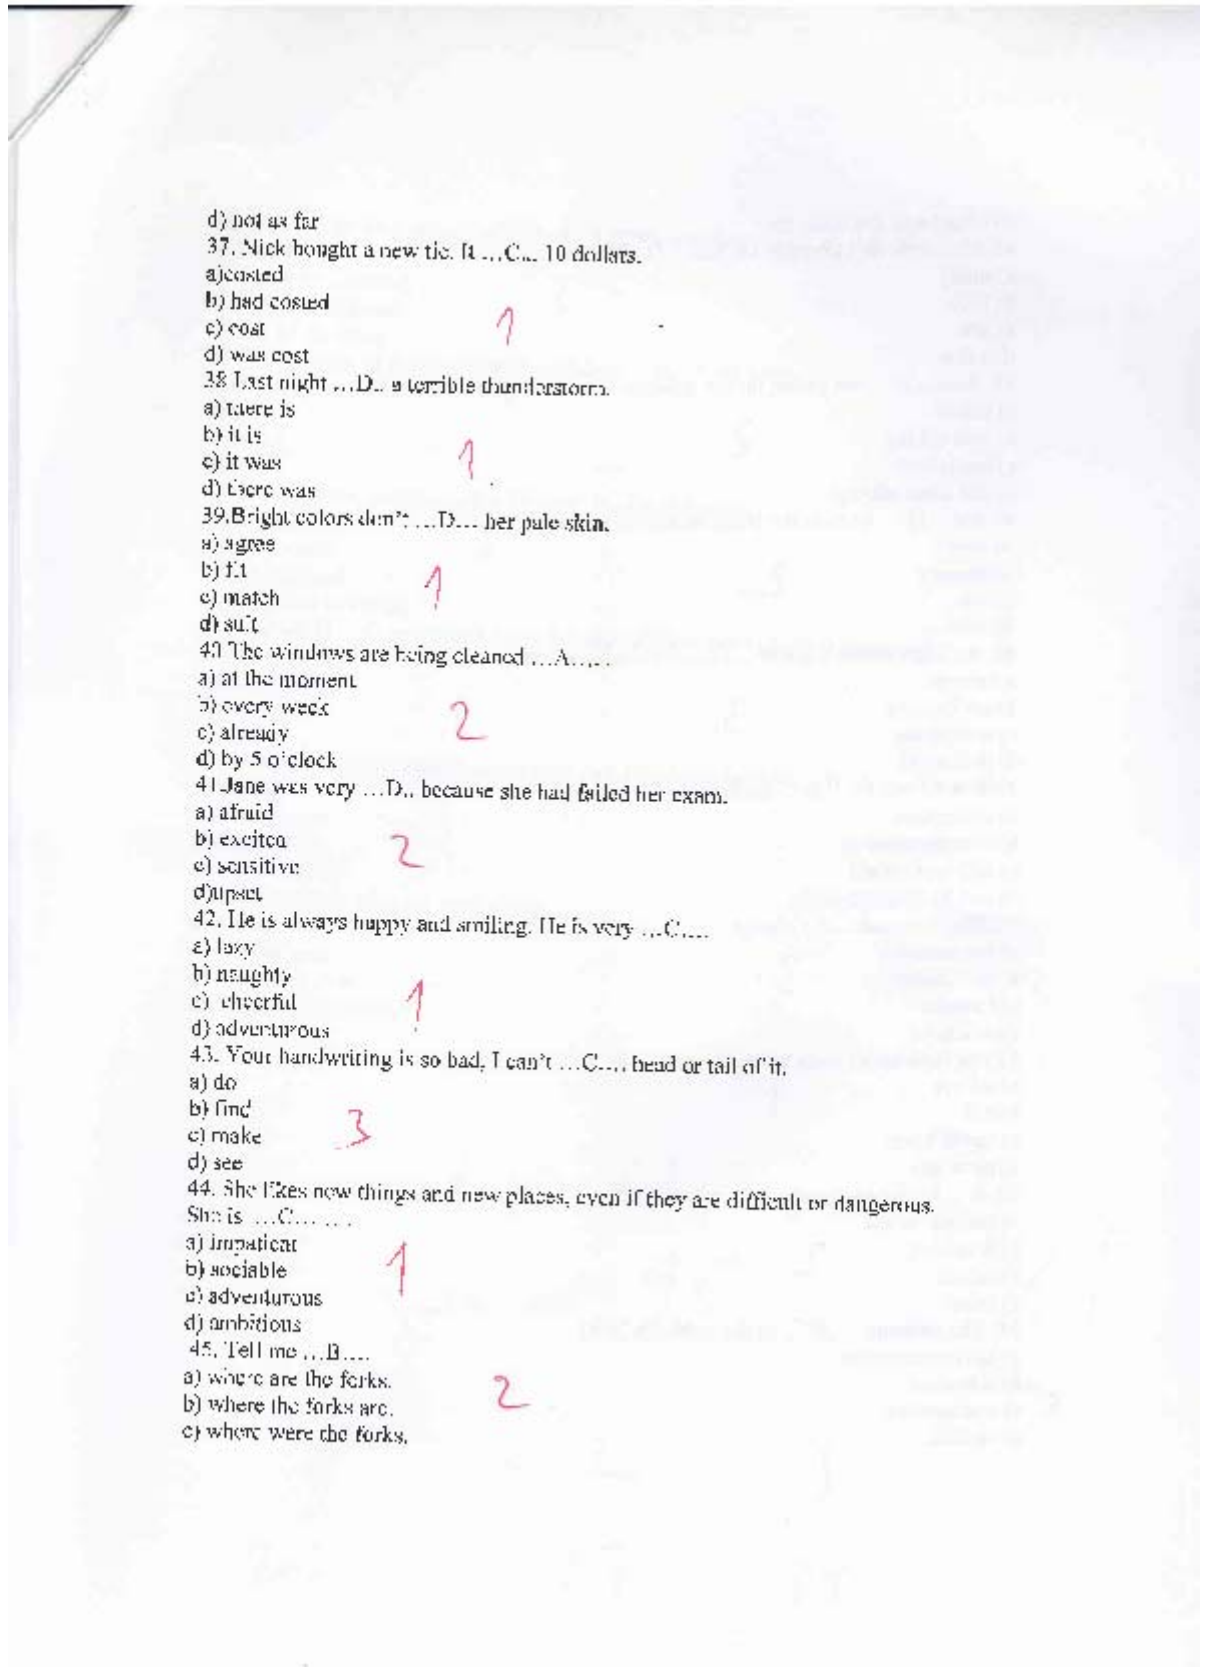 d) not as far
37. Nick bought a new tie. It ...C... 10 dollars.
a)costed
b) had costed
c) cost
1
d) was cost
38 Last night ...D.. a terrible thunderstorm.
a) there is
b) it is
c) it was
1
d) there was
39.Bright colors don't ...D... her pale skin.
a) agree
b) fit
c) match
1
d) suit
40 The windows are being cleaned ...A.....
a) at the moment
b) every week
c) already
2
d) by 5 o'clock
41.Jane was very ...D.. because she had failed her exam.
a) afraid
b) excited
c) sensitive
2
d)upset
42. He is always happy and smiling. He is very ...C....
a) lazy
b) naughty
c) cheerful
1
d) adventurous
43. Your handwriting is so bad, I can't ...C.... head or tail of it.
a) do
b) find
c) make
3
d) see
44. She likes new things and new places, even if they are difficult or dangerous.
She is ...C... ...
a) impatient
b) sociable
1
c) adventurous
d) ambitious
45. Tell me ...B....
a) where are the forks.
b) where the forks are.
2
c) where were the forks.